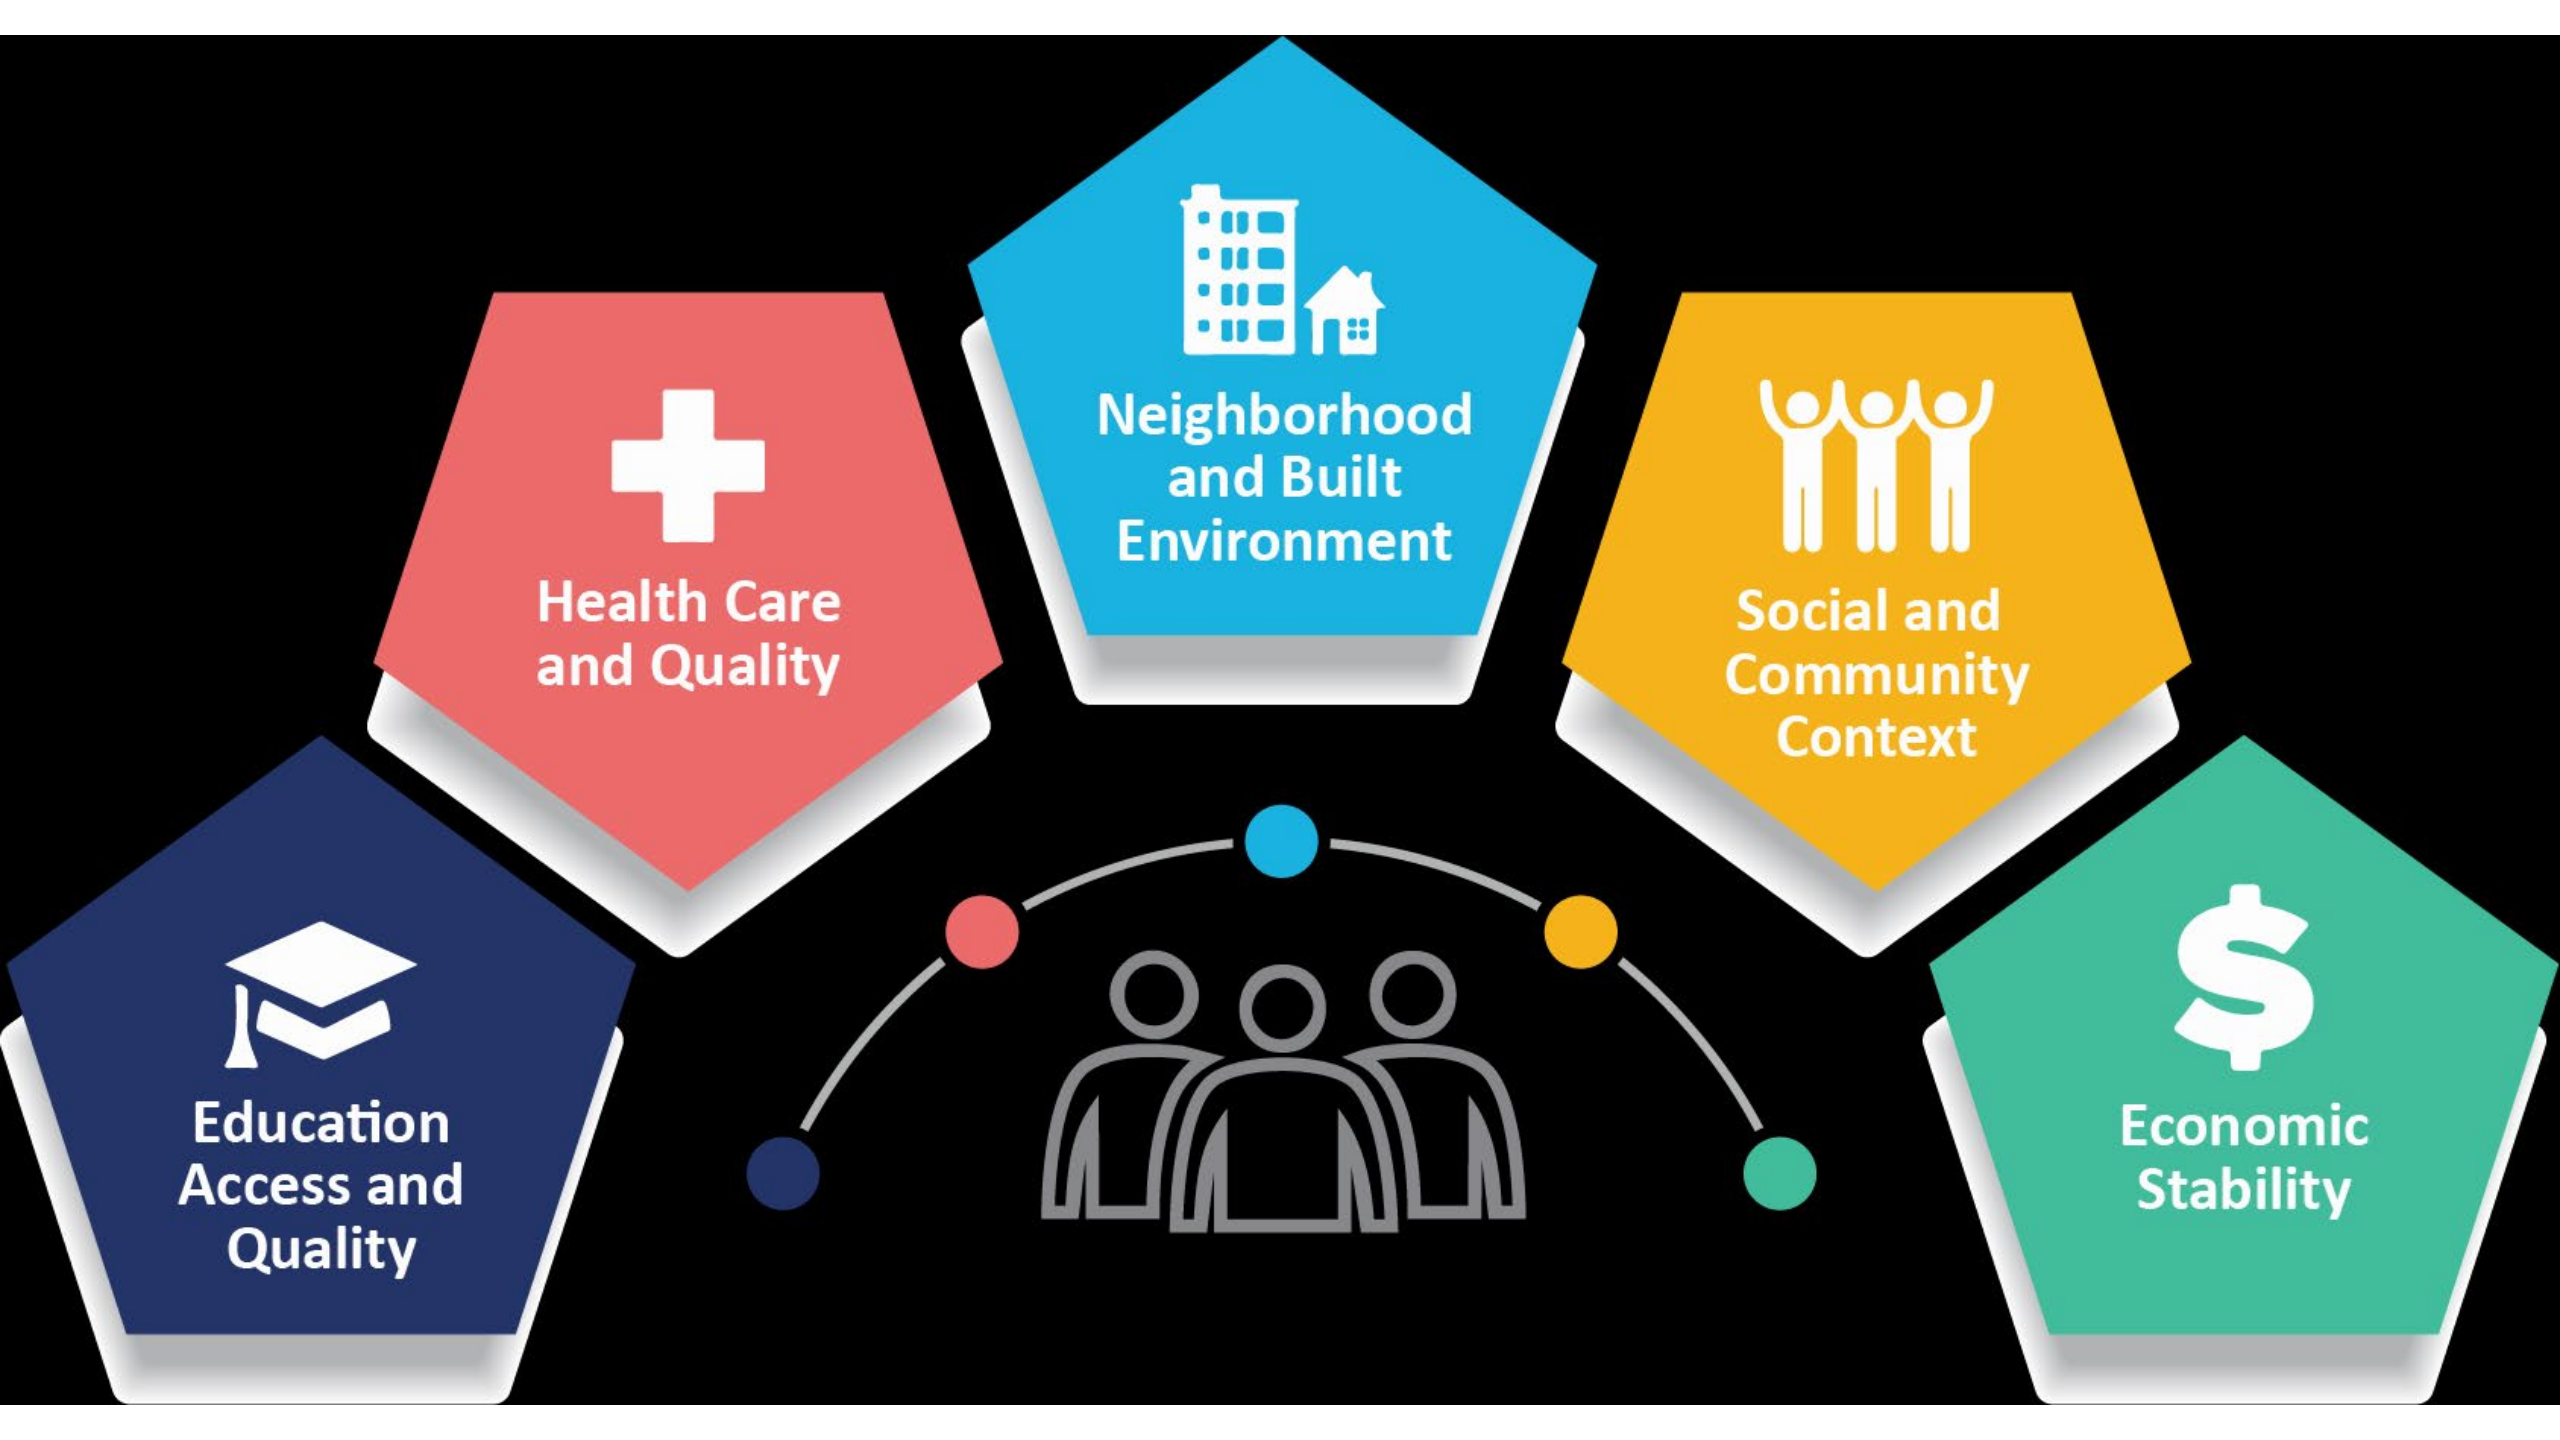 Education
Access and
Quality
Health Care
and Quality
Neighborhood
and Built
Environment
Social and
Community
Context
$
Economic
Stability